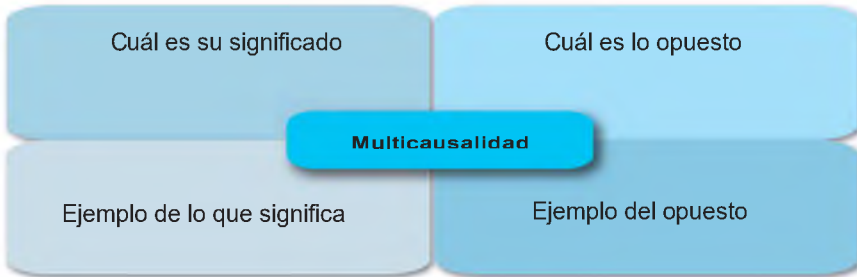 Cuál es su significado
Cuál es lo opuesto
Multicausalidad
Ejemplo de lo que significa
Ejemplo del opuesto